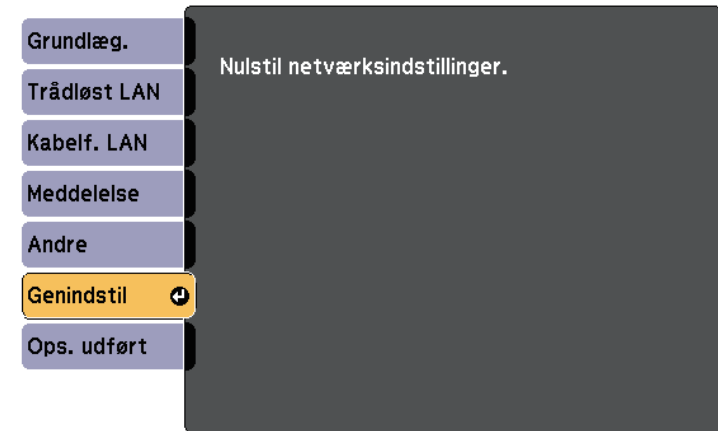 Grundlæg.
Trådløst LAN
Kabelf. LAN
Meddelelse
Andre
Genindstil
Ops. udført
Nulstil netværksindstillinger.